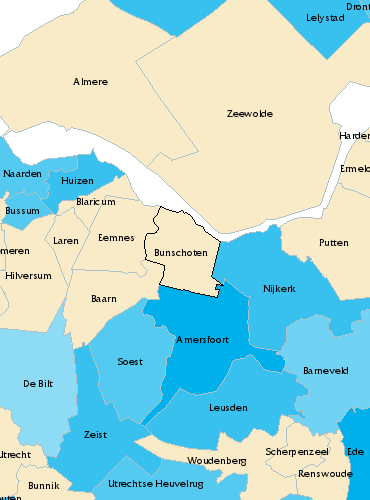 Dront
Lelystad
Almere
Zeewolde
Harder
Ermelo
Naarden
Huizen
Bussum
Blaricum
Laren
Eemnes
Putten
meren
Bunschoten
Hilversum
Nijkerk
Baarn
Amersfoort
Soest
Barneveld
De Bilt
Leusden
Zeist
Utrecht
Scherpenzeel
Ede
Woudenberg
Renswoude
Bunnik
Utrechtse Heuvelrug
outen